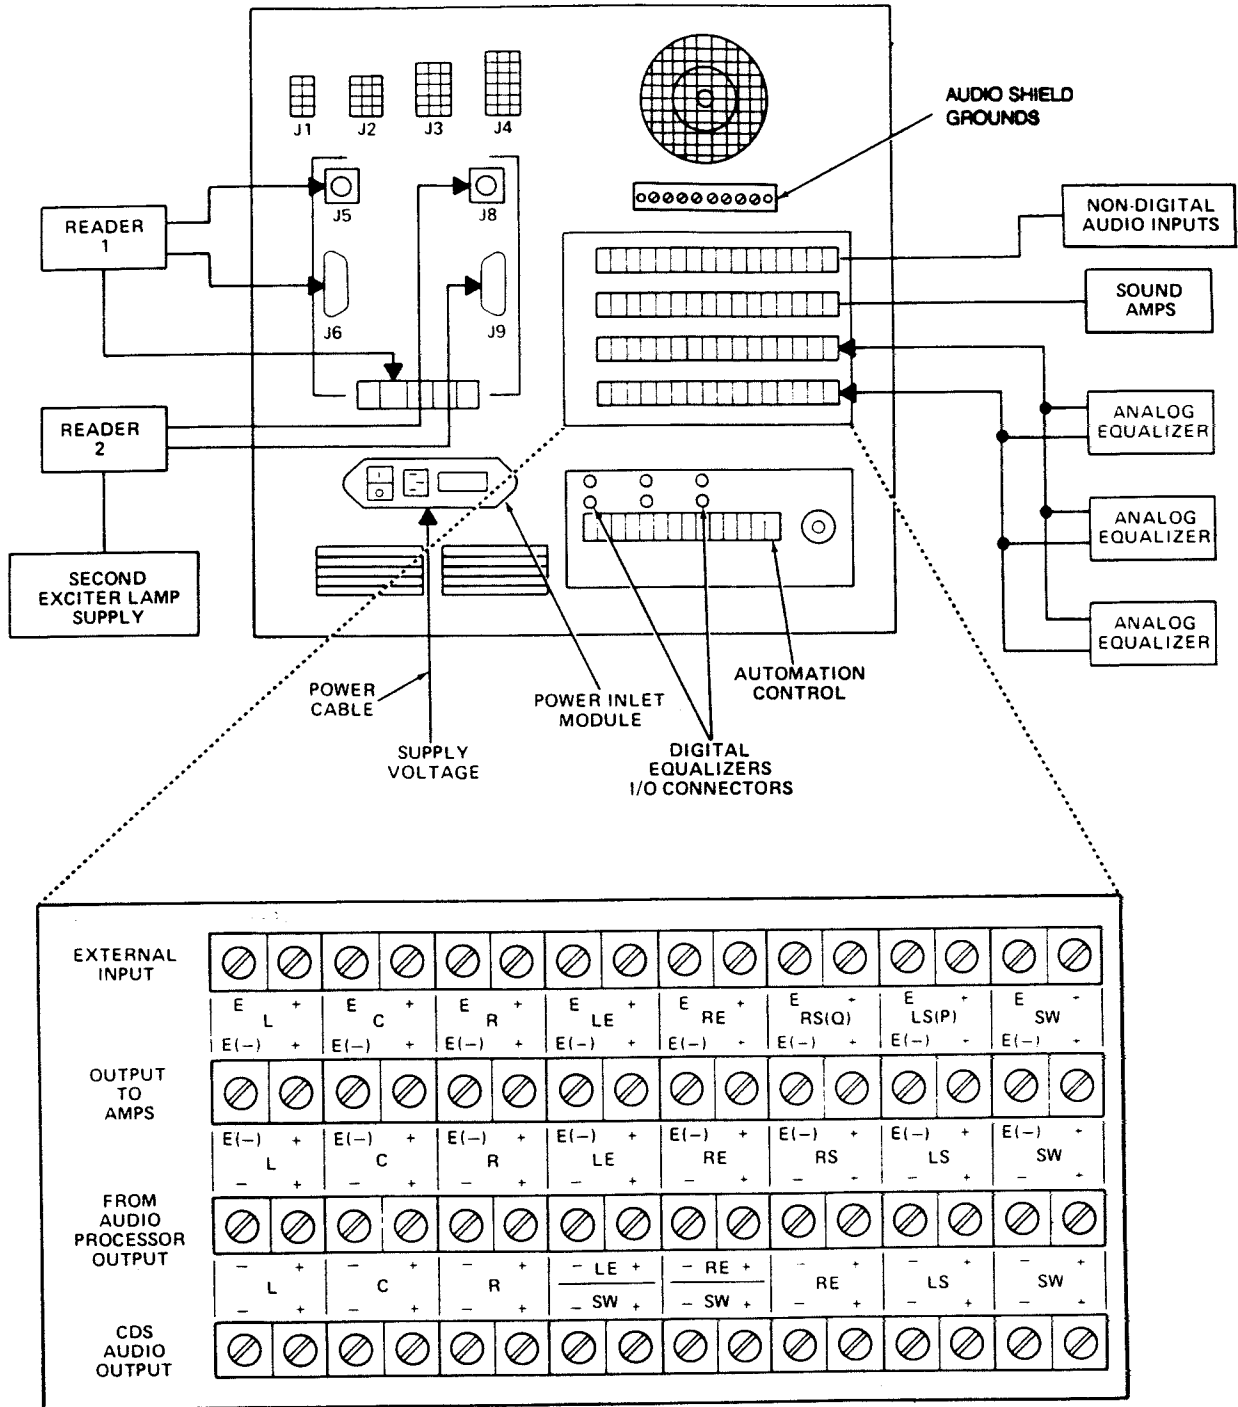 J1 J2 J3 J4
AUDIO SHIELD
GROUNDS
J5 J8
READER
1
NON-DIGITAL
AUDIO INPUTS
SOUND
AMPS
J6 J9
READER
2
ANALOG
EQUALIZER
ANALOG
EQUALIZER
SECOND
EXCITER LAMP
SUPPLY
ANALOG
EQUALIZER
POWER
CABLE
POWER INLET
MODULE
AUTOMATION
CONTROL
SUPPLY
VOLTAGE
DIGITAL
EQUALIZERS
I/O CONNECTORS
EXTERNAL
INPUT
E + E + E + E + E + E + E + E +
L C R LE RE RS(Q) LS(P) SW
E(−) + E(−) + E(−) + E(−) + E(−) + E(−) + E(−) + E(−) +
OUTPUT
TO
AMPS
E(−) + E(−) + E(−) + E(−) + E(−) + E(−) + E(−) + E(−) +
L C R LE RE RS LS SW
− + − + − + − + − + − + − + − +
FROM
AUDIO
PROCESSOR
OUTPUT
− + − + − + − LE + − RE + − + − + − +
L C R RE LS SW
− + − + − + − SW + − SW + − + − + − +
CDS
AUDIO
OUTPUT